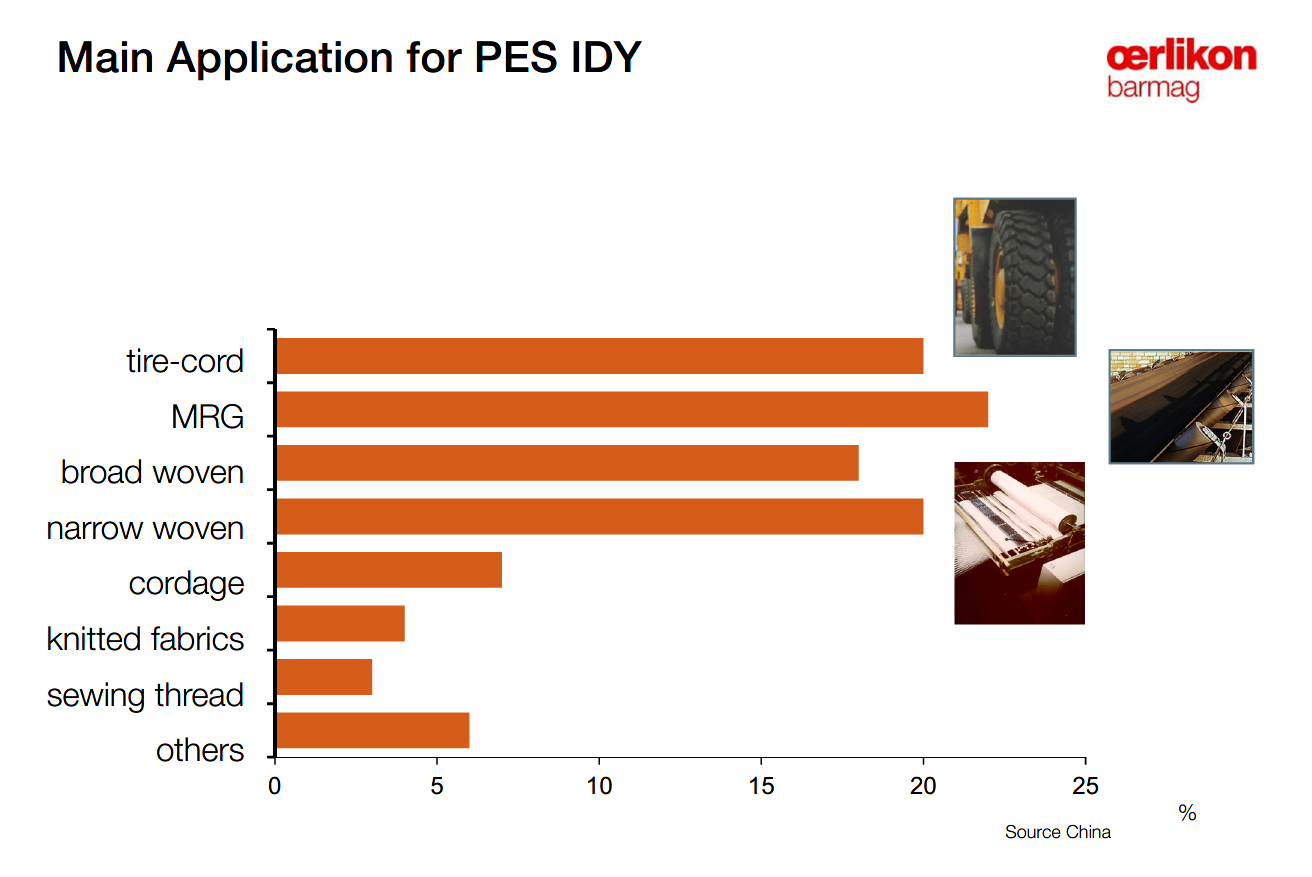 Main Application for PES IDY
œrlikon
barmag
tire-cord
MRG
broad woven
narrow woven
cordage
knitted fabrics
sewing thread
others
0 5 10 15 20 25
%
Source China